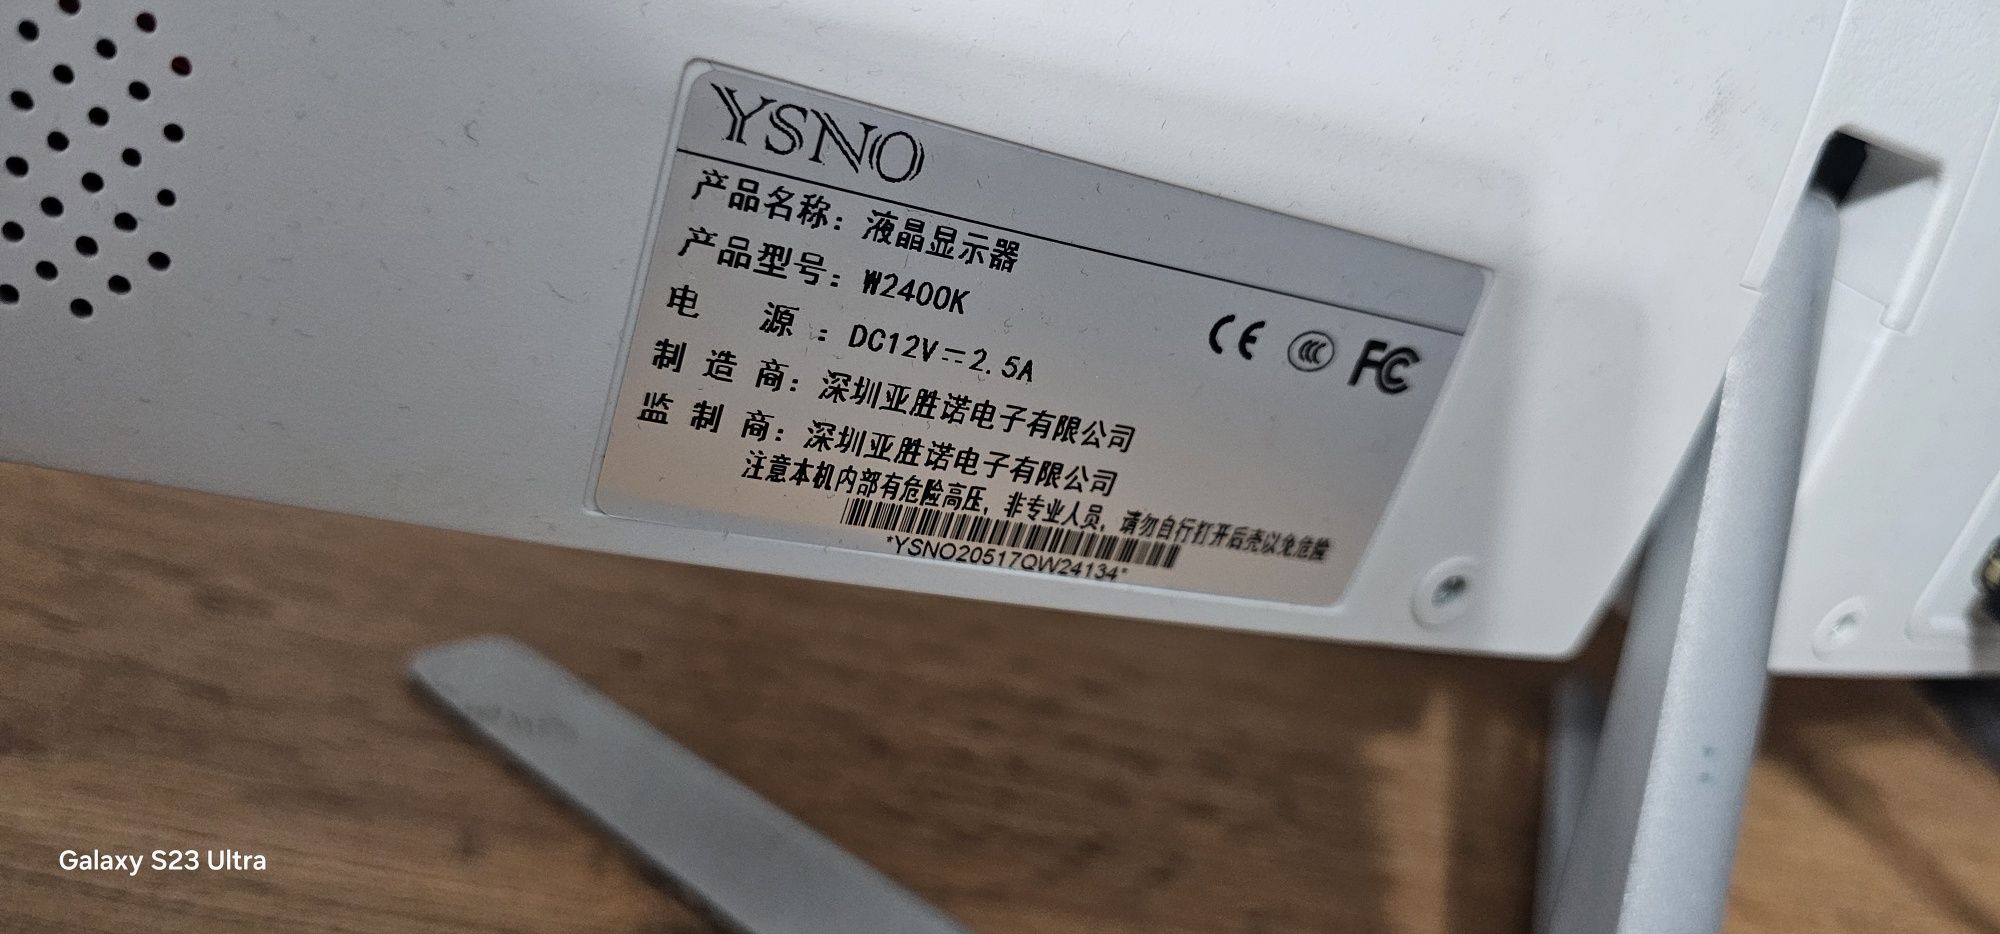 YSNO
产品名称：液晶显示器
产品型号：W2400K
电 源：DC12V⎓2.5A
制 造 商：深圳亚胜诺电子有限公司
监 制 商：深圳亚胜诺电子有限公司
注意本机内部有危险高压，非专业人员，请勿自行打开后壳以免危险
*YSNO20517QW24134*
CE CCC FC
Galaxy S23 Ultra